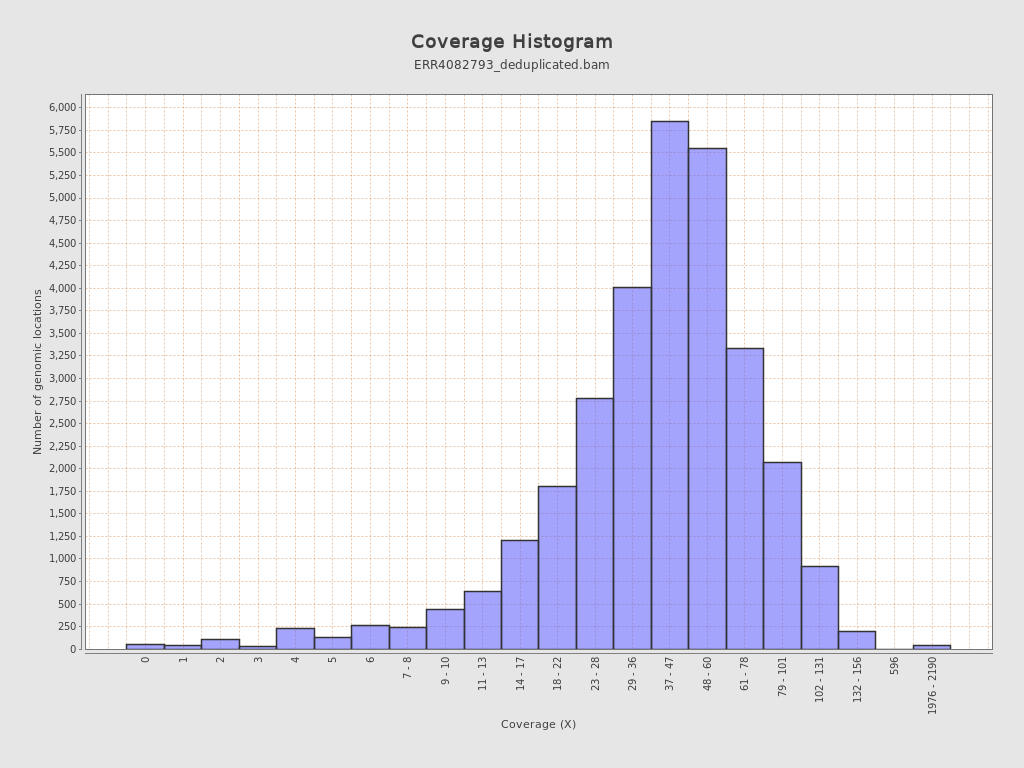 Coverage Histogram
ERR4082793_deduplicated.bam
6,000
5,750
5,500
5,250
5,000
4,750
4,500
4,250
4,000
3,750
3,500
3,250
3,000
2,750
2,500
2,250
2,000
1,750
1,500
1,250
1,000
750
500
250
0
Number of genomic locations
0
1
2
3
4
5
6
7 - 8
9 - 10
11 - 13
14 - 17
18 - 22
23 - 28
29 - 36
37 - 47
48 - 60
61 - 78
79 - 101
102 - 131
132 - 156
596
1976 - 2190
Coverage (X)